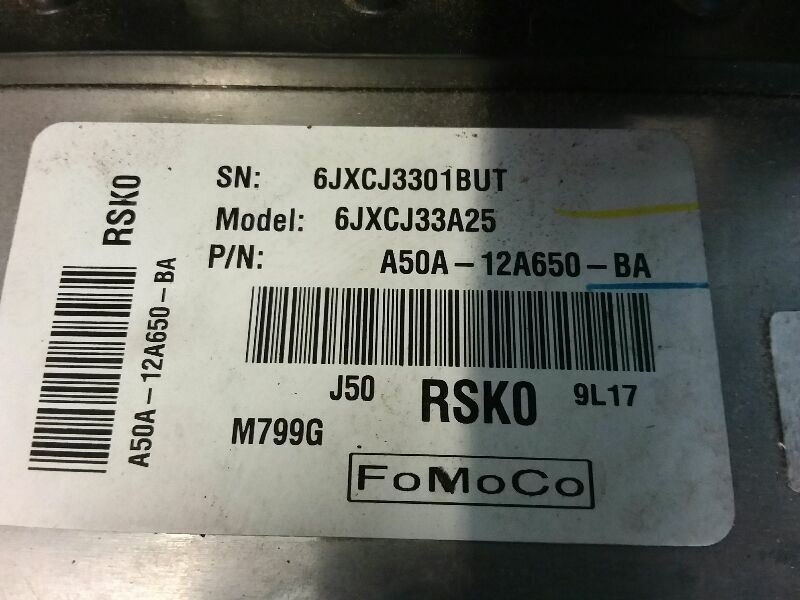 SN: 6JXCJ3301BUT
Model: 6JXCJ33A25
P/N: A50A-12A650-BA
J50 RSK0 9L17
M799G
FoMoCo
RSK0
A50A-12A650-BA